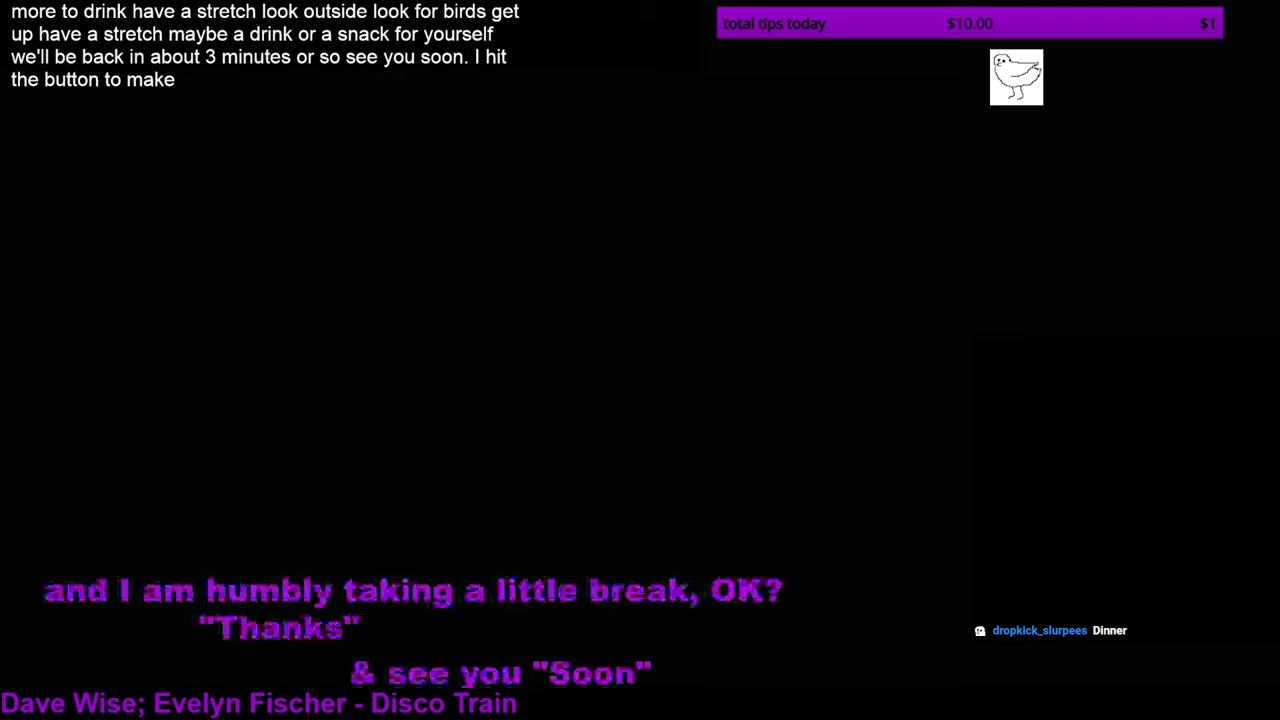 more to drink have a stretch look outside look for birds get
up have a stretch maybe a drink or a snack for yourself
we'll be back in about 3 minutes or so see you soon. I hit
the button to make
total tips today $10.00 $1
and I am humbly taking a little break, OK?
"Thanks"
dropkick_slurpees Dinner
& see you "Soon"
Dave Wise; Evelyn Fischer - Disco Train